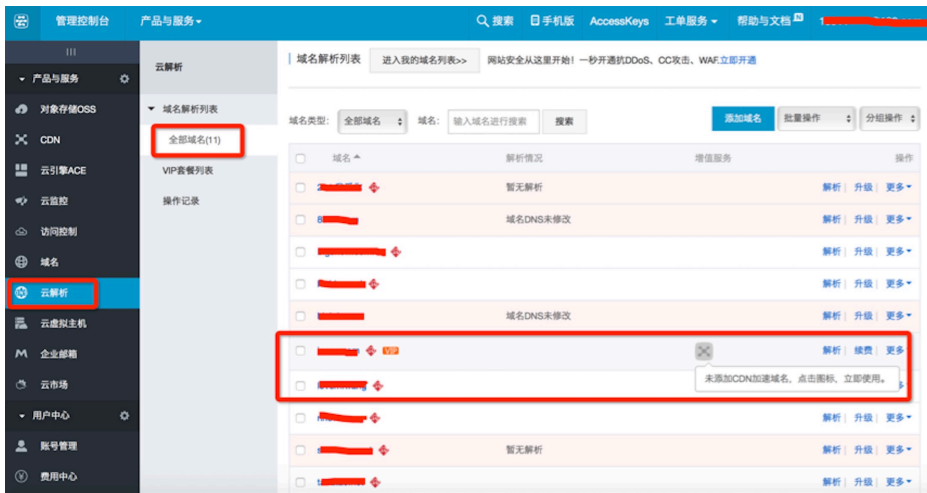 管理控制台 产品与服务 搜索 手机版 AccessKeys 工单服务 帮助与文档 N 1
产品与服务
对象存储OSS
CDN
云引擎ACE
云监控
访问控制
域名
云解析
云虚拟主机
企业邮箱
云市场
用户中心
账号管理
费用中心
云解析
域名解析列表
全部域名(11)
VIP套餐列表
操作记录
域名解析列表 进入我的域名列表>> 网站安全从这里开始！一秒开通抗DDoS、CC攻击、WAF.立即开通
域名类型: 全部域名 域名: 输入域名进行搜索 搜索 添加域名 批量操作 分组操作
域名 解析情况 增值服务 操作
暂无解析 解析 升级 更多
8 域名DNS未修改 解析 升级 更多
解析 升级 更多
解析 升级 更多
域名DNS未修改 解析 升级 更多
VIP 解析 续费 更多
未添加CDN加速域名，点击图标，立即使用。
解析 升级 更多
s 暂无解析 解析 升级 更多
解析 升级 更多